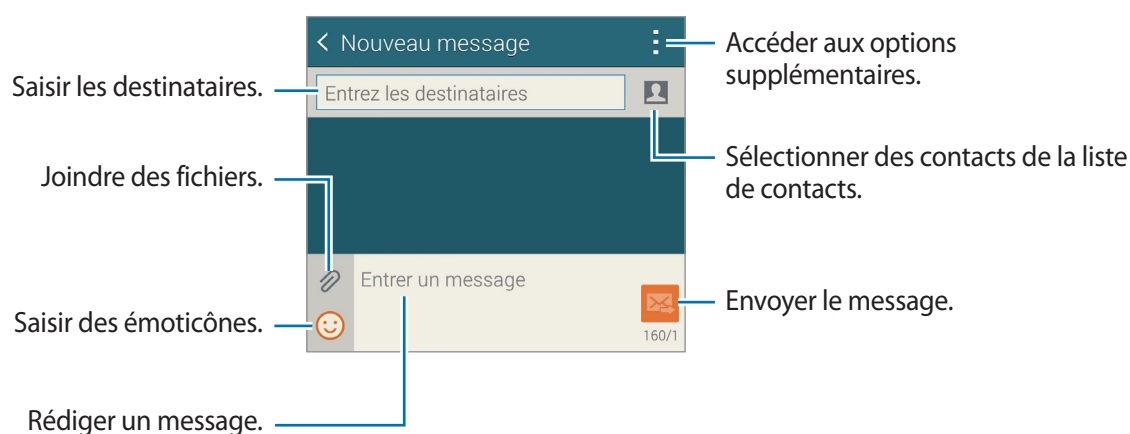 Nouveau message
Accéder aux options
supplémentaires.
Saisir les destinataires.
Entrez les destinataires
Sélectionner des contacts de la liste
de contacts.
Joindre des fichiers.
Entrer un message
Envoyer le message.
Saisir des émoticônes.
160/1
Rédiger un message.